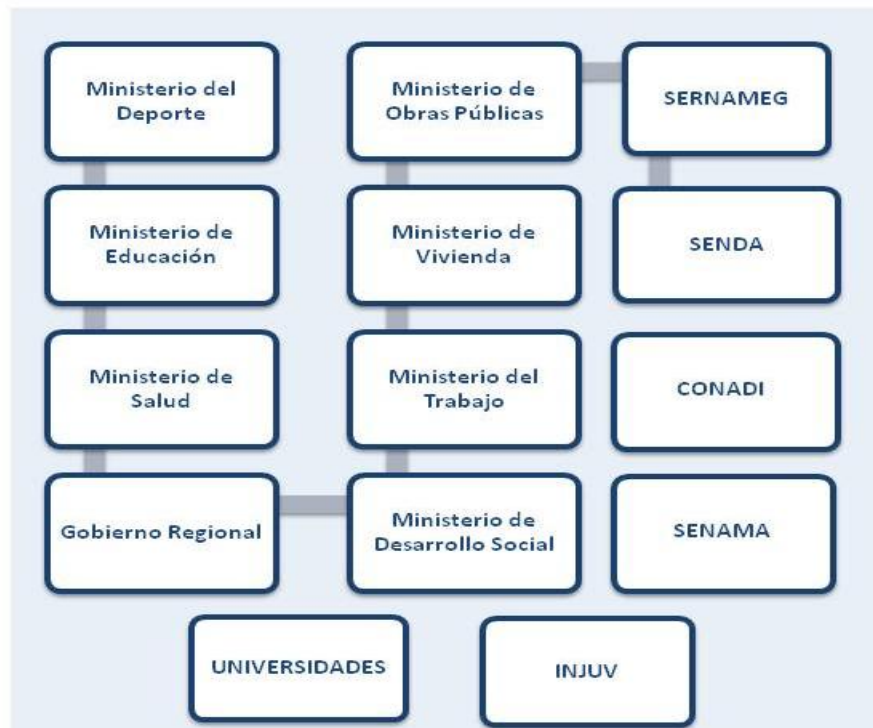 Ministerio del
Deporte
Ministerio de
Obras Públicas
SERNAMEG
Ministerio de
Educación
Ministerio de
Vivienda
SENDA
Ministerio de
Salud
Ministerio del
Trabajo
CONADI
Gobierno Regional
Ministerio de
Desarrollo Social
SENAMA
UNIVERSIDADES
INJUV